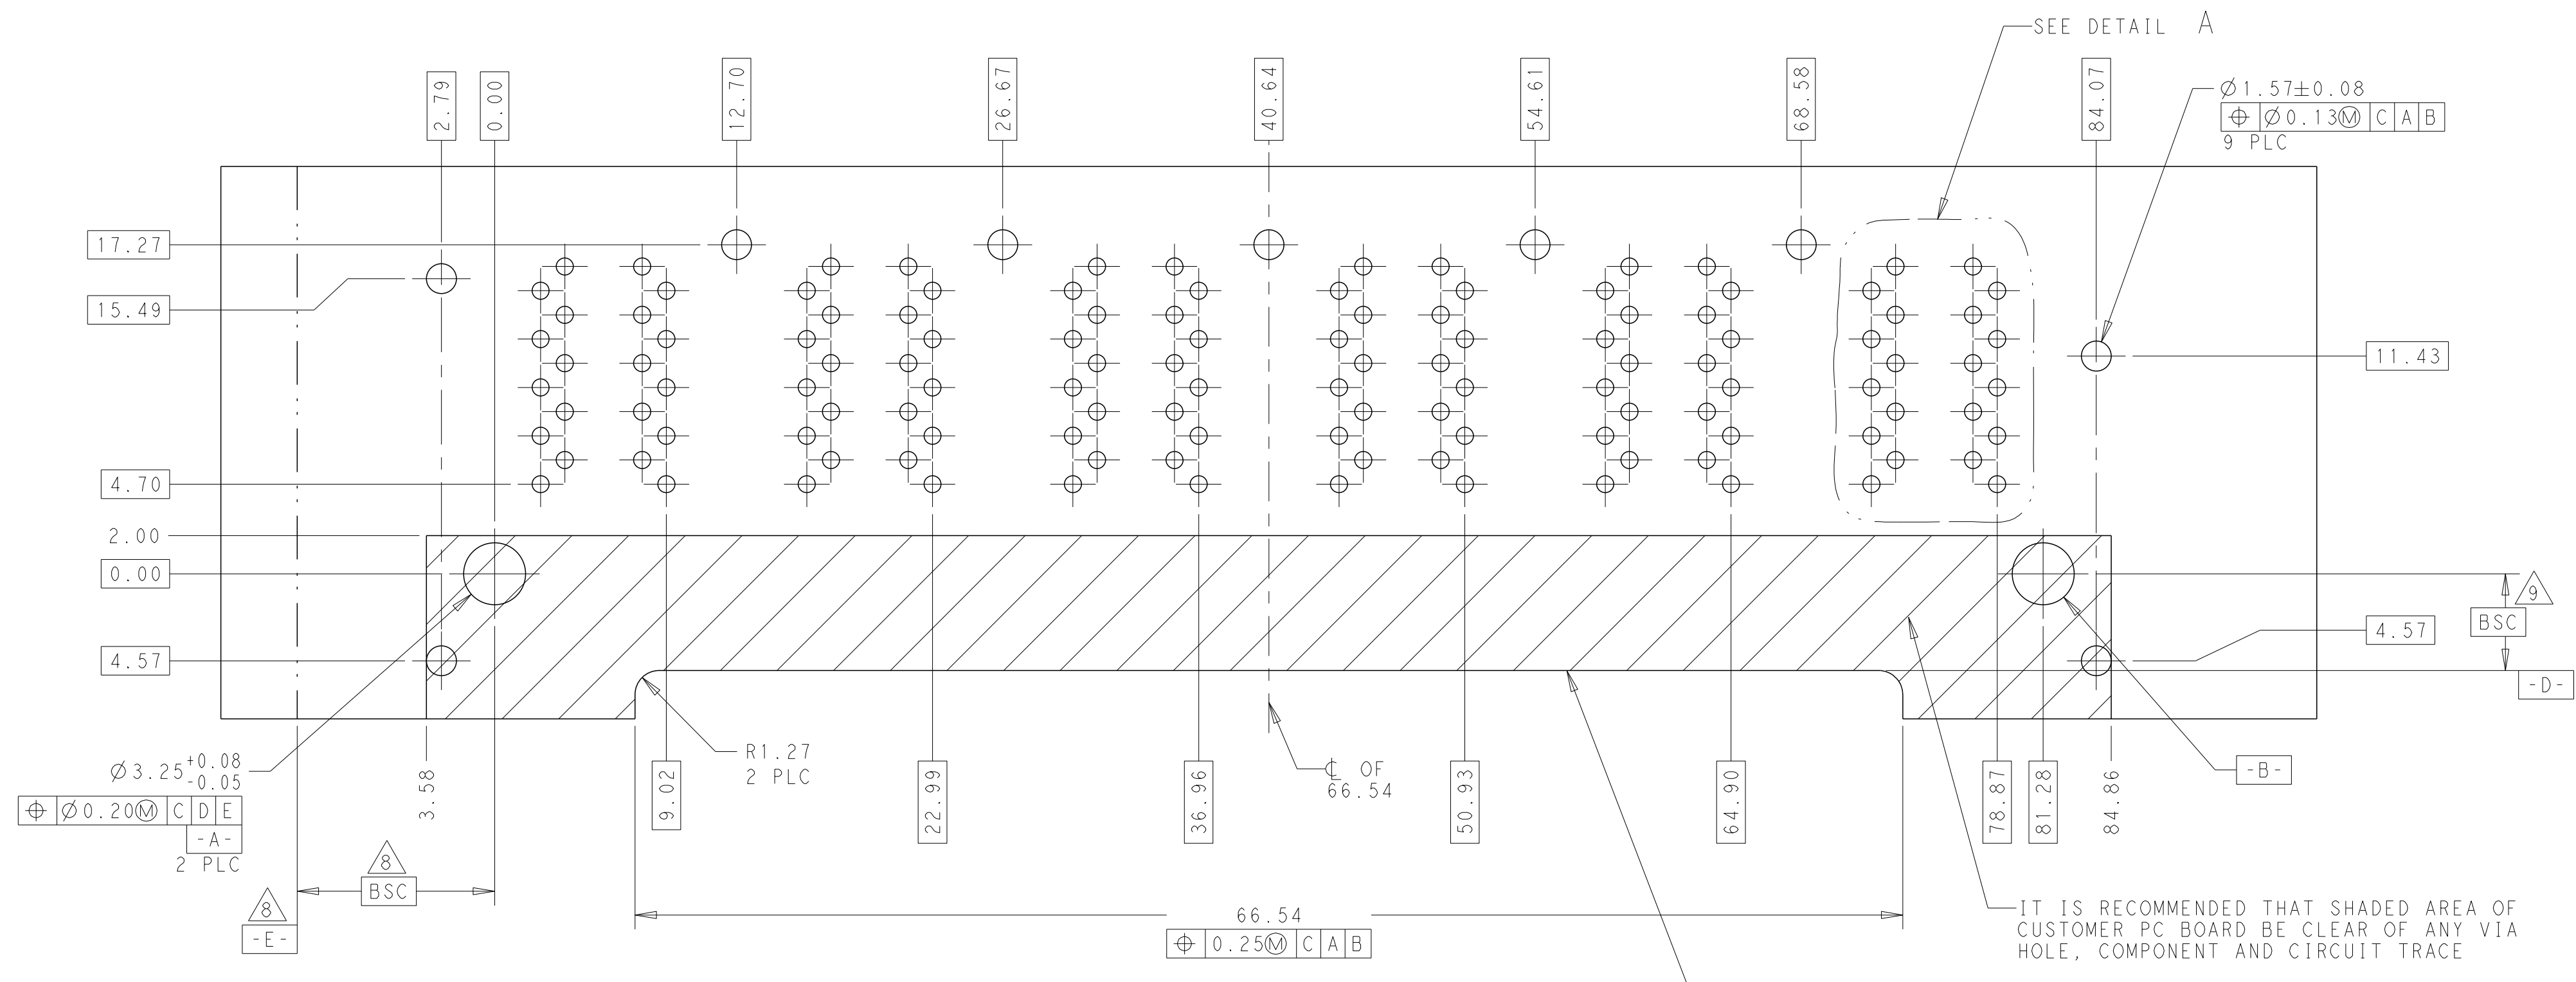 SEE DETAIL A
2.79
0.00
12.70
26.67
40.64
54.61
68.58
84.07
Ø1.57±0.08
⌖ Ø0.13Ⓜ C A B
9 PLC
17.27
15.49
11.43
4.70
2.00
0.00
9
BSC
4.57
4.57
-D-
R1.27
2 PLC
℄ OF
66.54
Ø3.25 +0.08
-0.05
⌖ Ø0.20Ⓜ C D E
-A-
2 PLC
3.58
9.02
22.99
36.96
50.93
64.90
78.87
81.28
84.86
-B-
8
BSC
8
-E-
66.54
⌖ 0.25Ⓜ C A B
IT IS RECOMMENDED THAT SHADED AREA OF
CUSTOMER PC BOARD BE CLEAR OF ANY VIA
HOLE, COMPONENT AND CIRCUIT TRACE